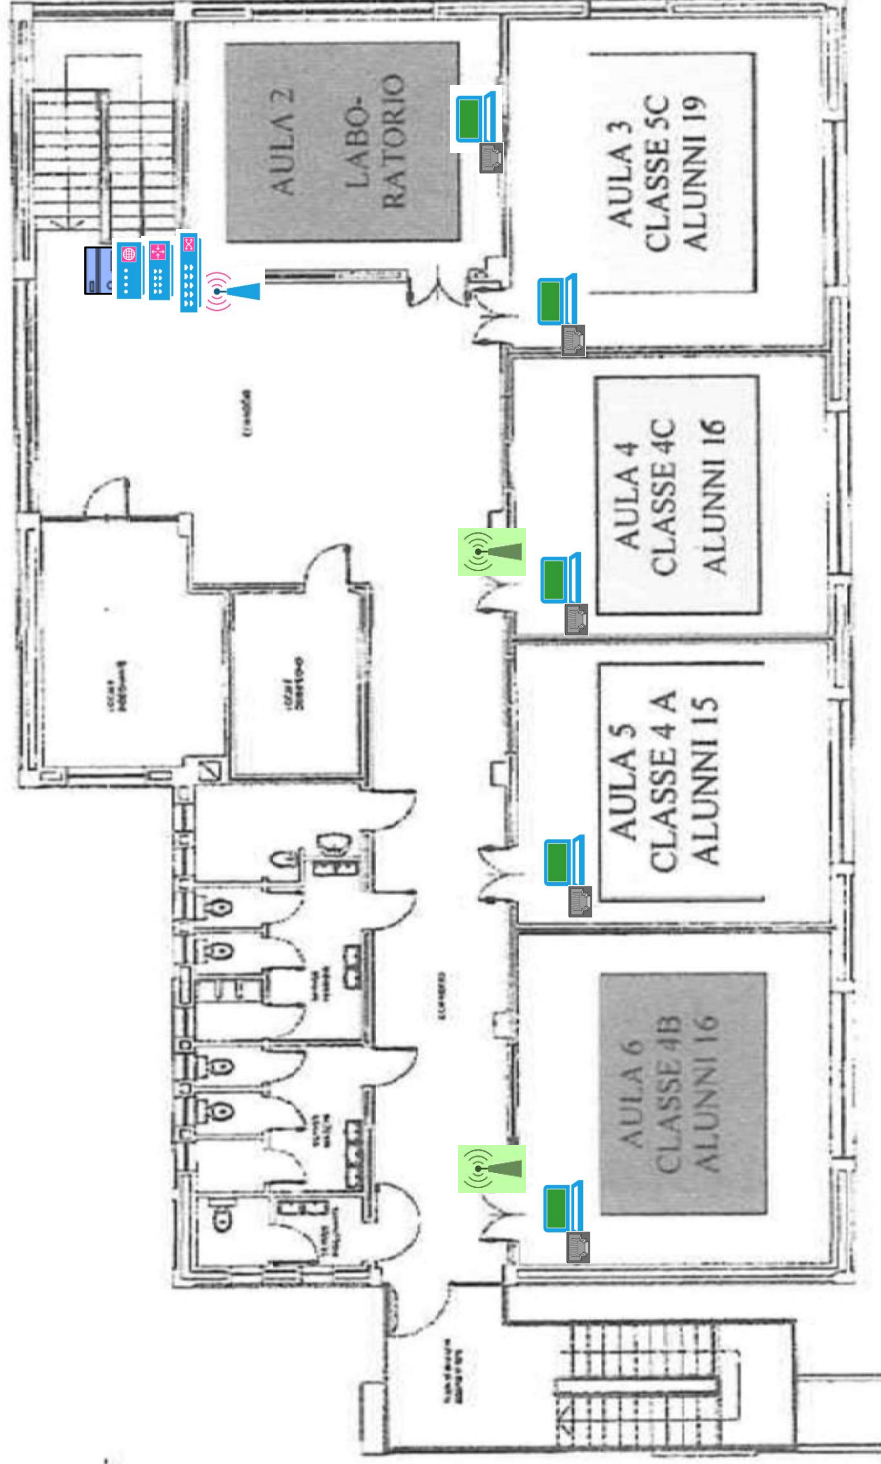 AULA 2
LABO-
RATORIO
AULA 3
CLASSE 5C
ALUNNI 19
AULA 4
CLASSE 4C
ALUNNI 16
AULA 5
CLASSE 4 A
ALUNNI 15
AULA 6
CLASSE 4B
ALUNNI 16